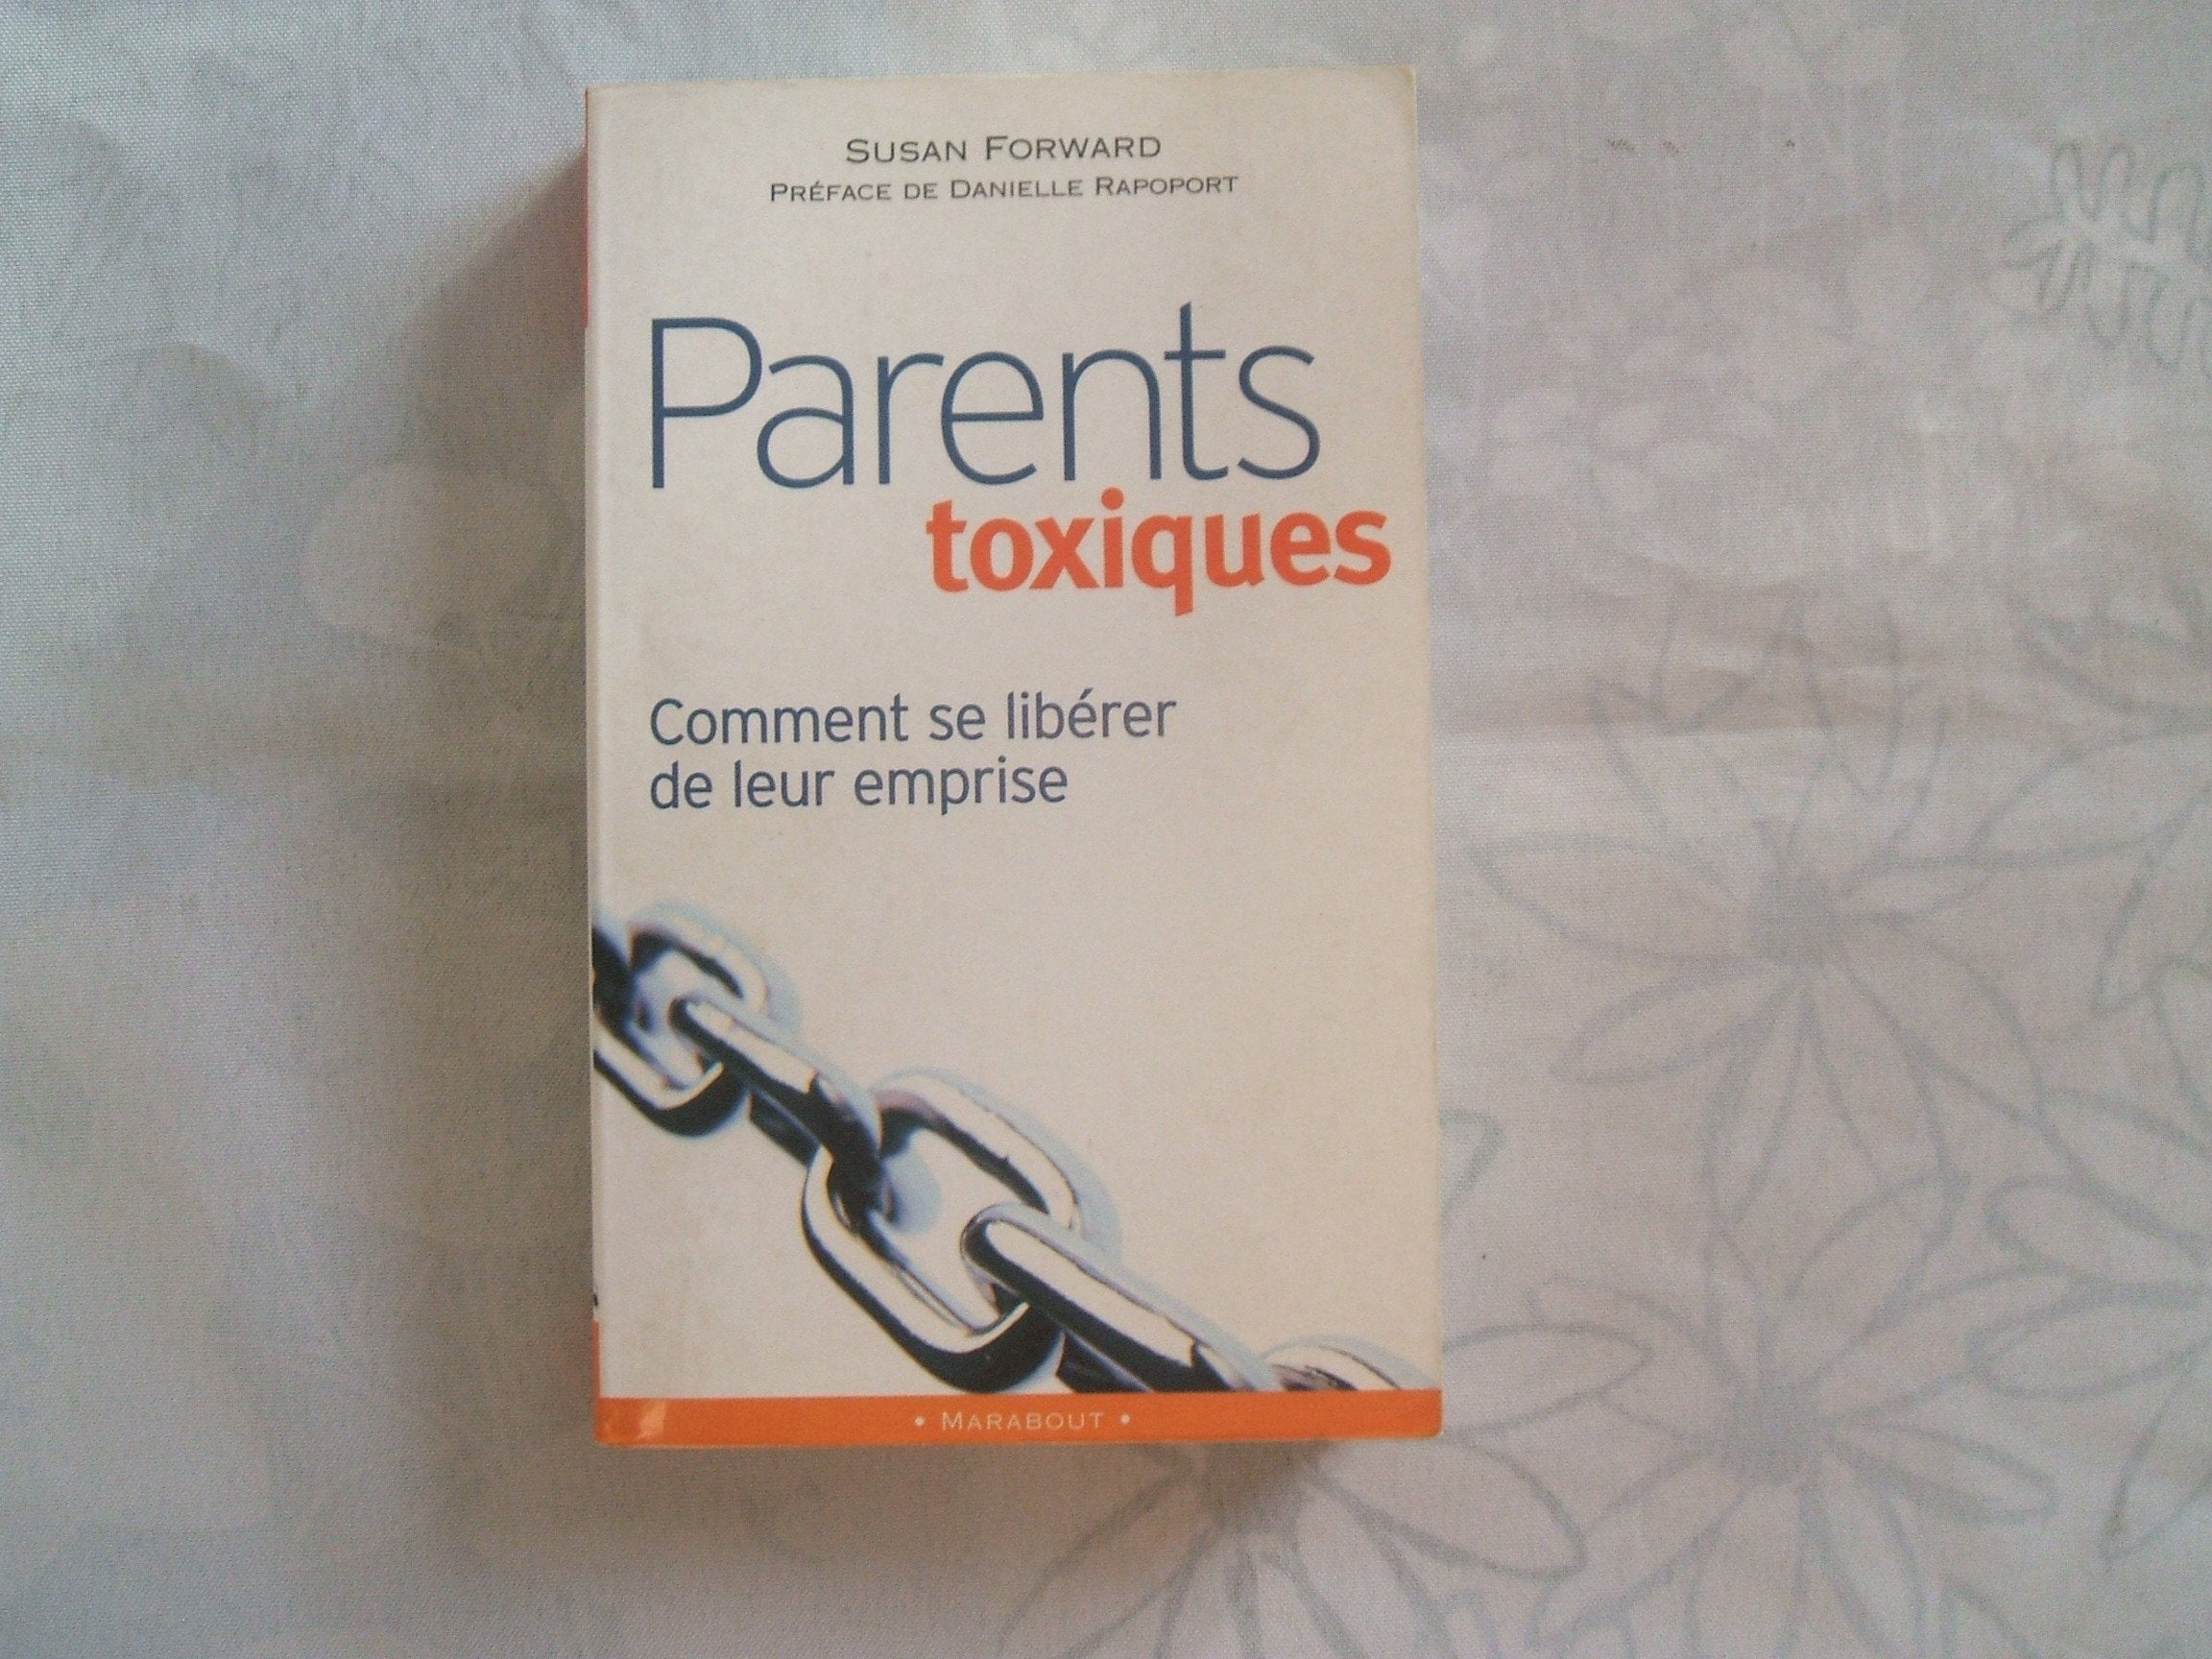 SUSAN FORWARD
PRÉFACE DE DANIELLE RAPOPORT
Parents
toxiques
Comment se libérer
de leur emprise
• MARABOUT •